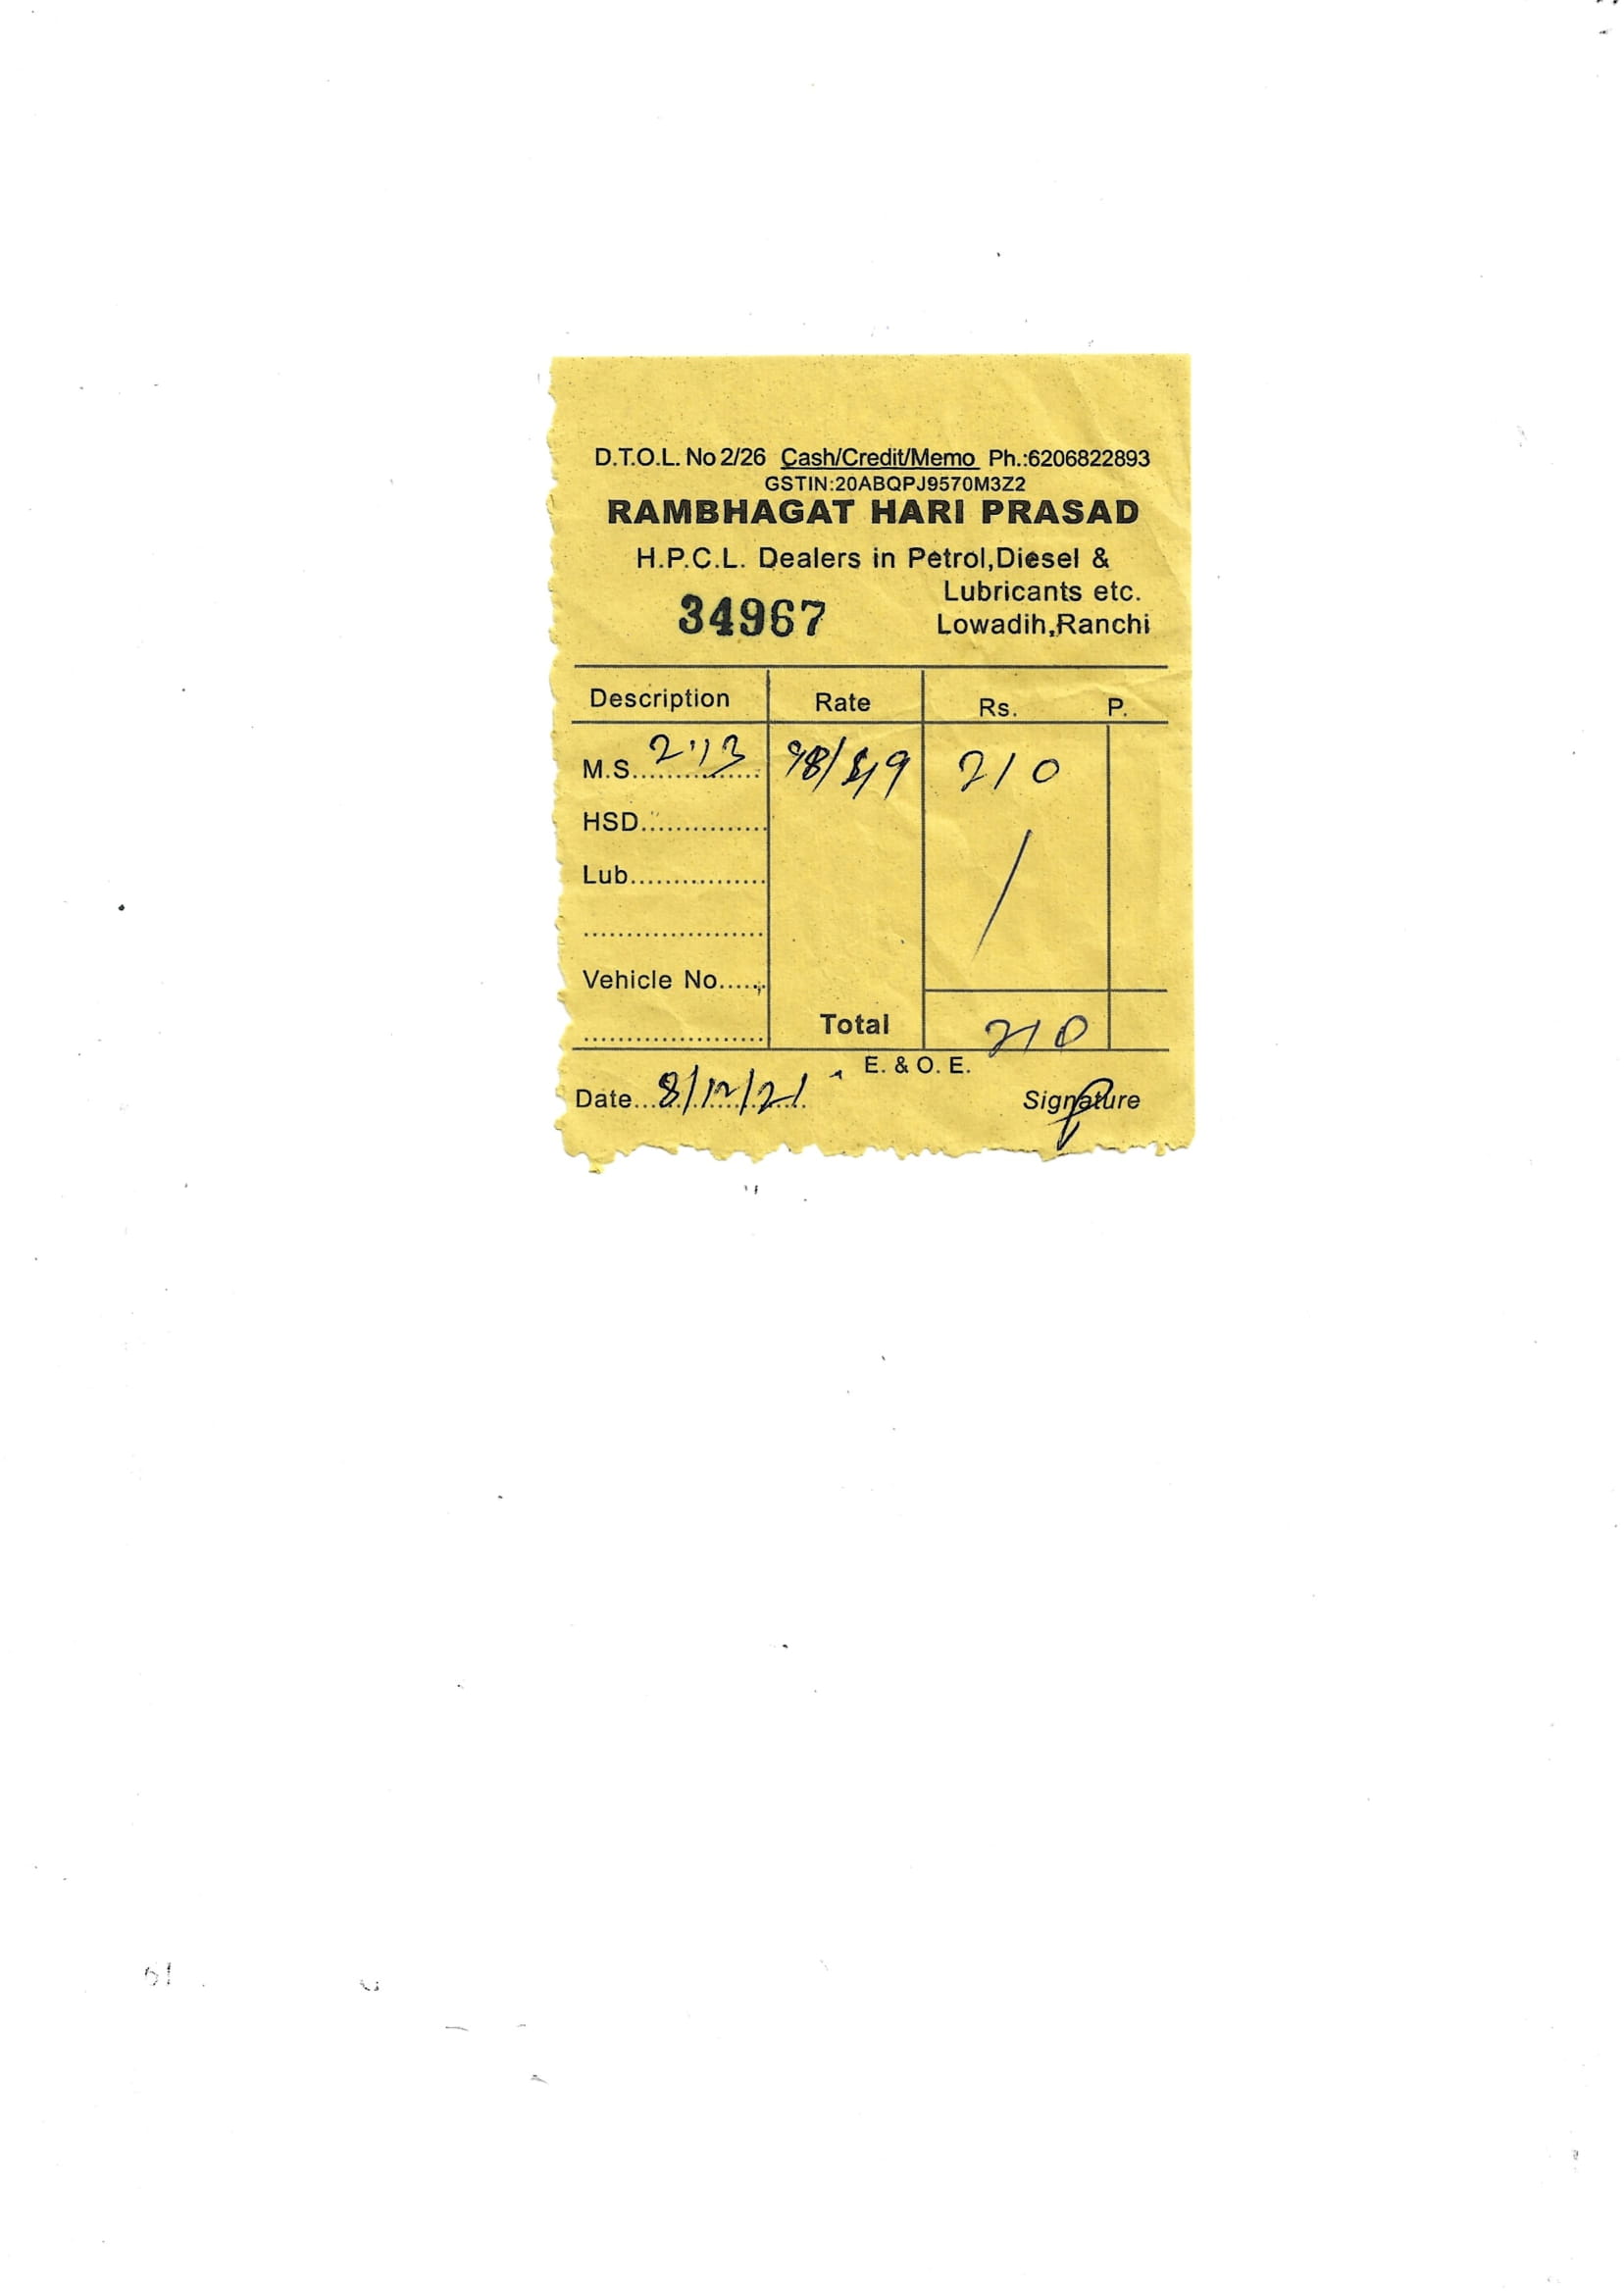 D.T.O.L. No 2/26 Cash/Credit/Memo Ph.:6206822893
GSTIN:20ABQPJ9570M3Z2
RAMBHAGAT HARI PRASAD
H.P.C.L. Dealers in Petrol,Diesel &
Lubricants etc.
34967 Lowadih,Ranchi
Description Rate Rs. P.
M.S. 2.13 210
HSD
Lub
Vehicle No.
Total 210
E. & O. E.
Date 8/12/21 Signature